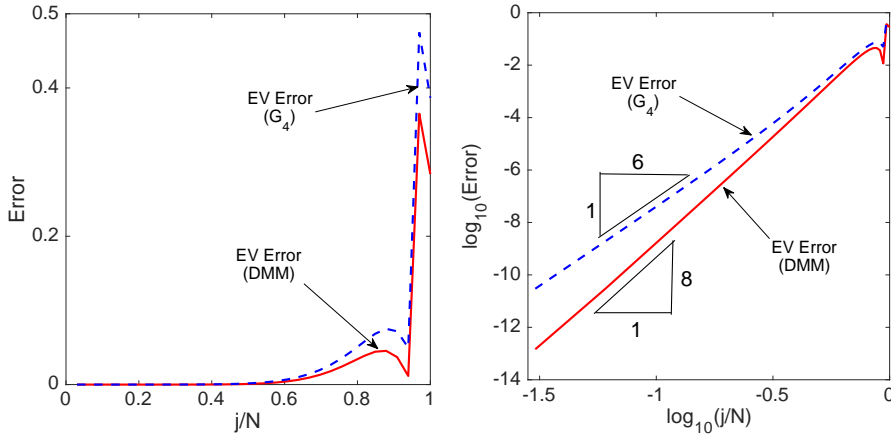 Error
0.4
0.2
0
0
0.2
0.4
0.6
0.8
1
j/N
EV Error
(G4)
EV Error
(DMM)
log10(Error)
0
-2
-4
-6
-8
-10
-12
-14
-1.5
-1
-0.5
0
log10(j/N)
EV Error
(G4)
6
1
EV Error
(DMM)
8
1